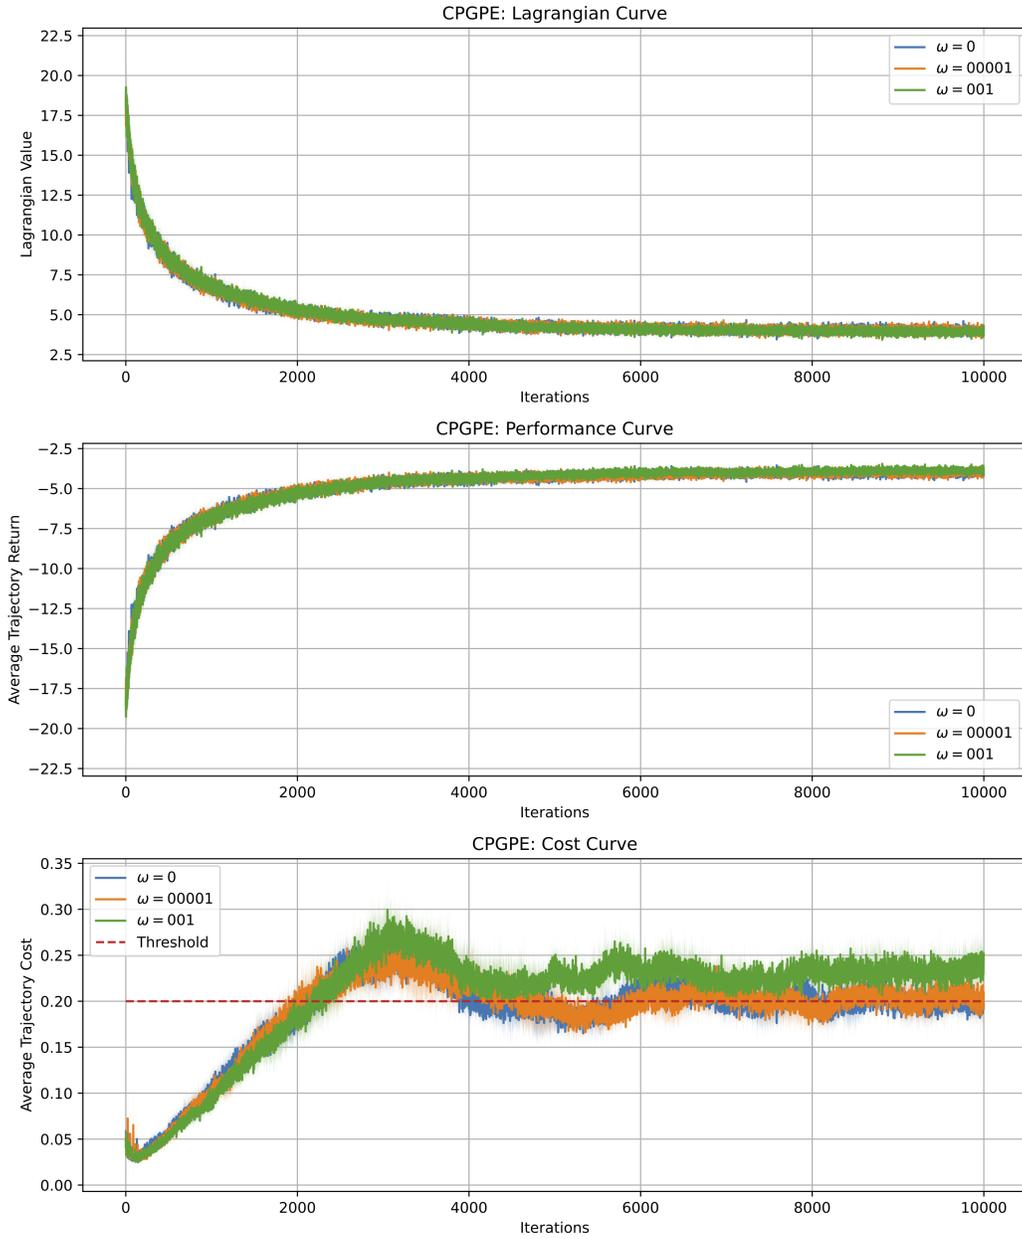 CPGPE: Lagrangian Curve
22.5
20.0
17.5
15.0
12.5
10.0
7.5
5.0
2.5
Lagrangian Value
ω = 0
ω = 00001
ω = 001
0 2000 4000 6000 8000 10000
Iterations
CPGPE: Performance Curve
−2.5
−5.0
−7.5
−10.0
−12.5
−15.0
−17.5
−20.0
−22.5
Average Trajectory Return
ω = 0
ω = 00001
ω = 001
0 2000 4000 6000 8000 10000
Iterations
CPGPE: Cost Curve
0.35
0.30
0.25
0.20
0.15
0.10
0.05
0.00
Average Trajectory Cost
ω = 0
ω = 00001
ω = 001
Threshold
0 2000 4000 6000 8000 10000
Iterations